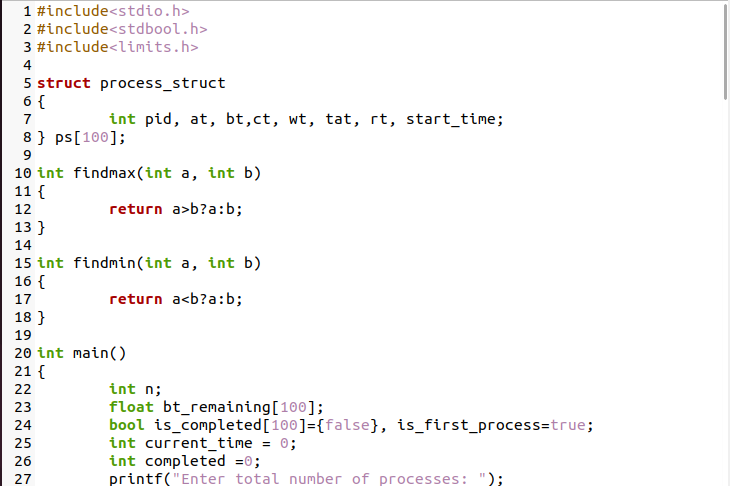 1 #include<stdio.h>
2 #include<stdbool.h>
3 #include<limits.h>
4
5 struct process_struct
6 {
7         int pid, at, bt,ct, wt, tat, rt, start_time;
8 } ps[100];
9
10 int findmax(int a, int b)
11 {
12         return a>b?a:b;
13 }
14
15 int findmin(int a, int b)
16 {
17         return a<b?a:b;
18 }
19
20 int main()
21 {
22         int n;
23         float bt_remaining[100];
24         bool is_completed[100]={false}, is_first_process=true;
25         int current_time = 0;
26         int completed =0;
27         printf("Enter total number of processes: ");